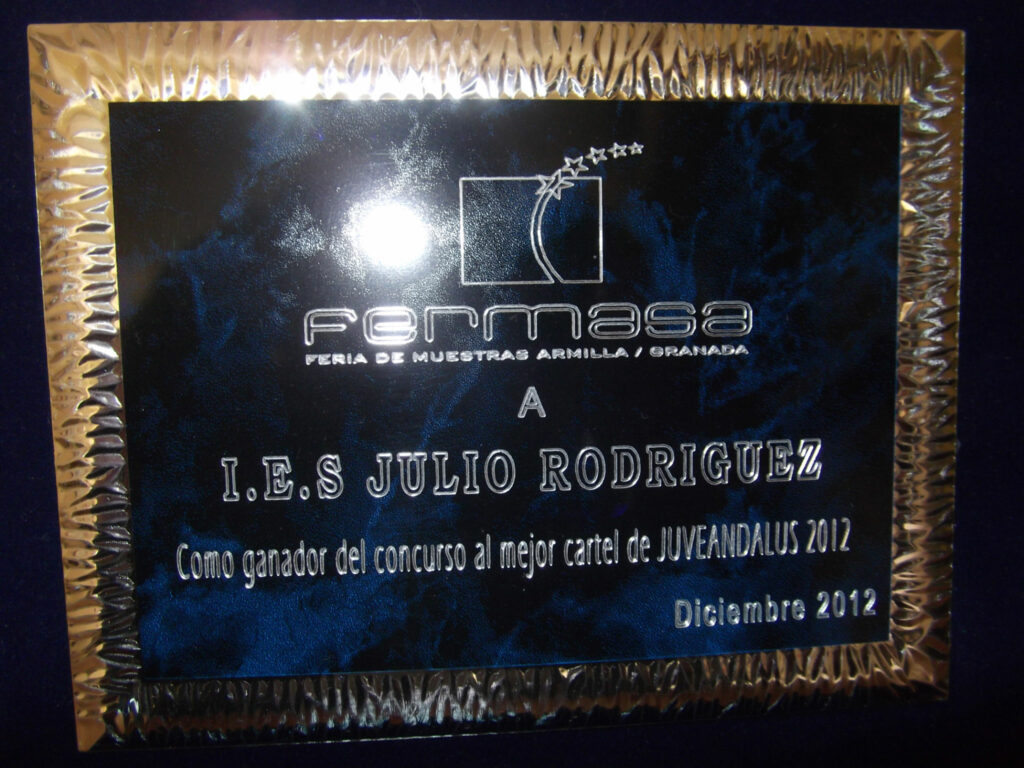 Fermasa
FERIA DE MUESTRAS ARMILLA / GRANADA
A
I.E.S JULIO RODRIGUEZ
Como ganador del concurso al mejor cartel de JUVEANDALUS 2012
Diciembre 2012